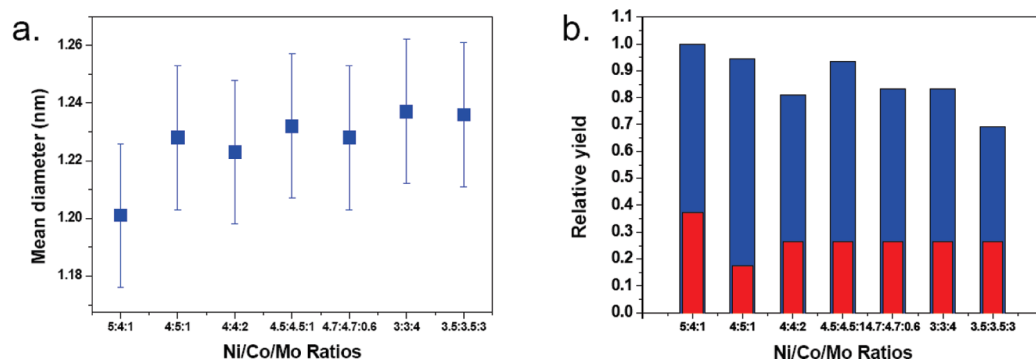 a.
Mean diameter (nm)
1.26
1.24
1.22
1.20
1.18
5:4:1 4:5:1 4:4:2 4.5:4.5:1 4.7:4.7:0.6 3:3:4 3.5:3.5:3
Ni/Co/Mo Ratios
b.
Relative yield
1.1
1.0
0.9
0.8
0.7
0.6
0.5
0.4
0.3
0.2
0.1
0.0
5:4:1 4:5:1 4:4:2 4.5:4.5:1 4.7:4.7:0.6 3:3:4 3.5:3.5:3
Ni/Co/Mo Ratios